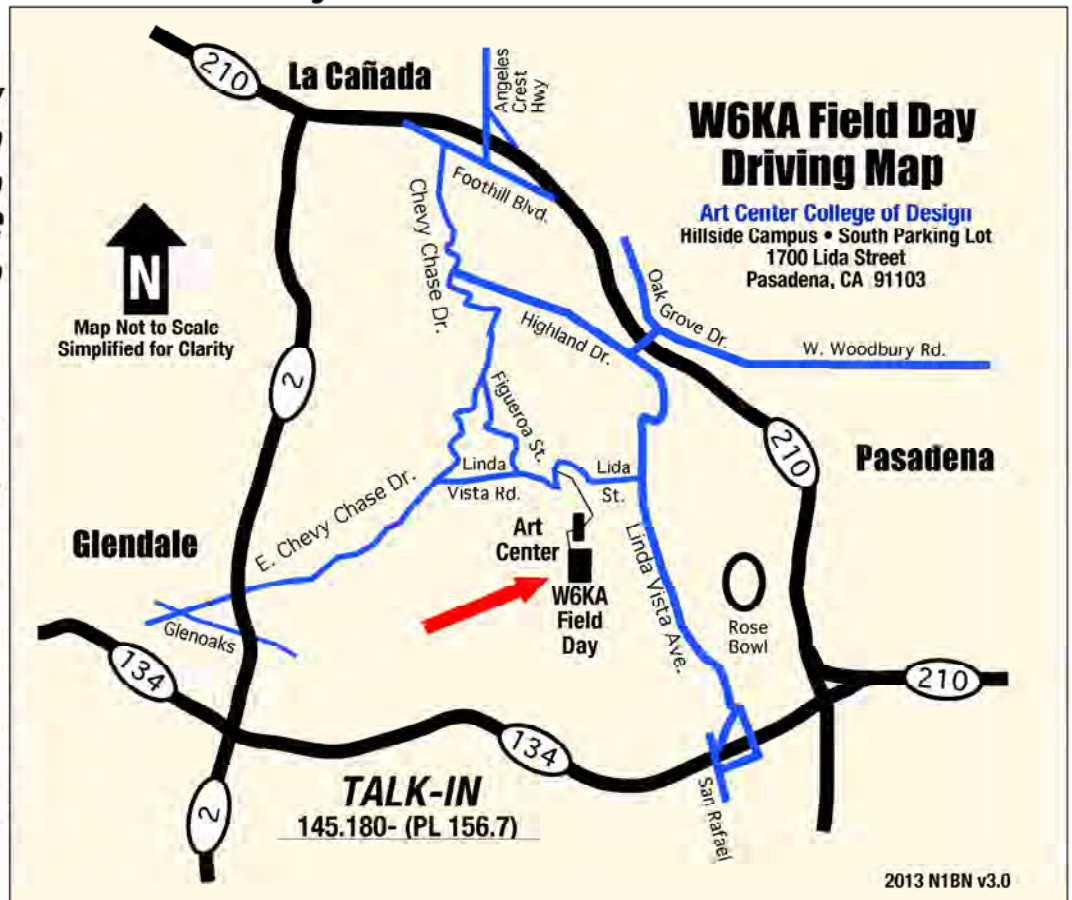 210
La Cañada
Angeles
Crest
Hwy
W6KA Field Day
Driving Map
Art Center College of Design
Hillside Campus • South Parking Lot
1700 Lida Street
Pasadena, CA 91103
N
Map Not to Scale
Simplified for Clarity
Foothill Blvd.
Chevy Chase Dr.
Oak Grove Dr.
Highland Dr.
W. Woodbury Rd.
2
Figueroa St.
210
Pasadena
Linda
Vista Rd.
Lida
St.
E. Chevy Chase Dr.
Glendale
Art
Center
Linda Vista Ave.
W6KA
Field
Day
Rose
Bowl
Glenoaks
134
210
134
2
TALK-IN
145.180- (PL 156.7)
San Rafael
2013 N1BN v3.0